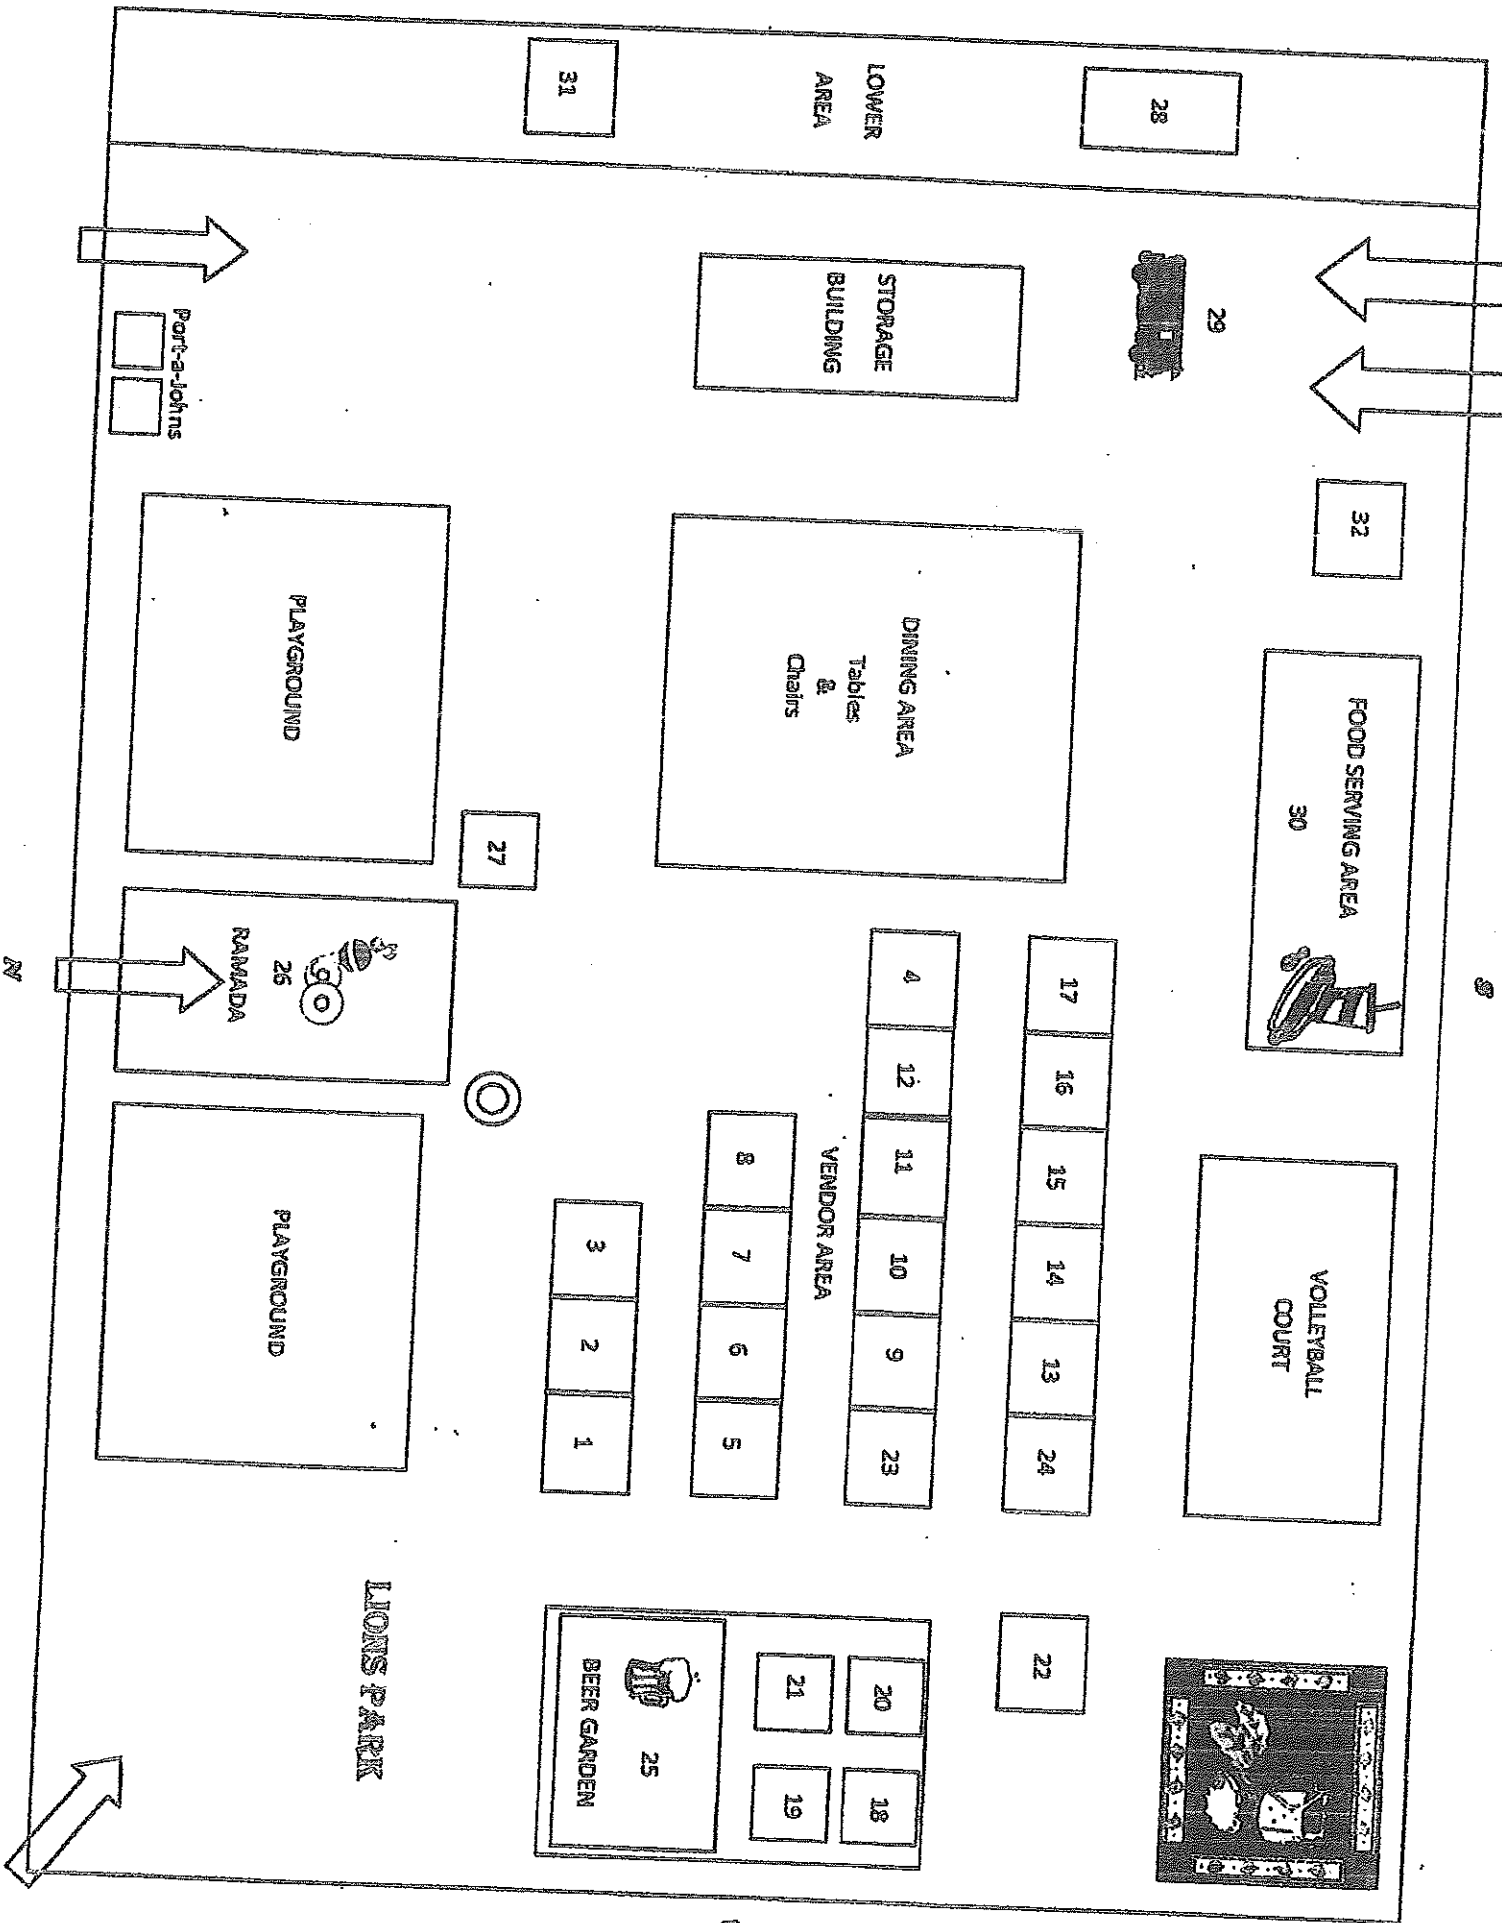 S
32
FOOD SERVING AREA
30
VOLLEYBALL
COURT
29
28
17 16 15 14 13 24
22
LOWER
AREA
STORAGE
BUILDING
DINING AREA
Tables
&
Chairs
4 12 11 10 9 23
VENDOR AREA
8 7 6 5
20 18
21 19
25
BEER GARDEN
31
3 2 1
27
LIONS PARK
PLAYGROUND
26
RAMADA
PLAYGROUND
Port-a-Johns
N